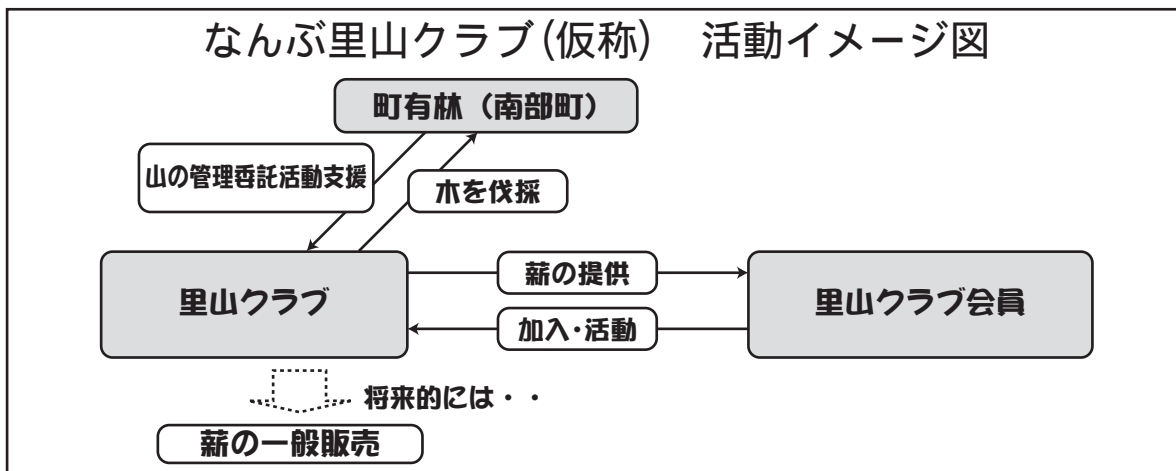 なんぶ里山クラブ(仮称)　活動イメージ図
町有林（南部町）
山の管理委託活動支援
木を伐採
里山クラブ
薪の提供
加入・活動
里山クラブ会員
将来的には・・
薪の一般販売